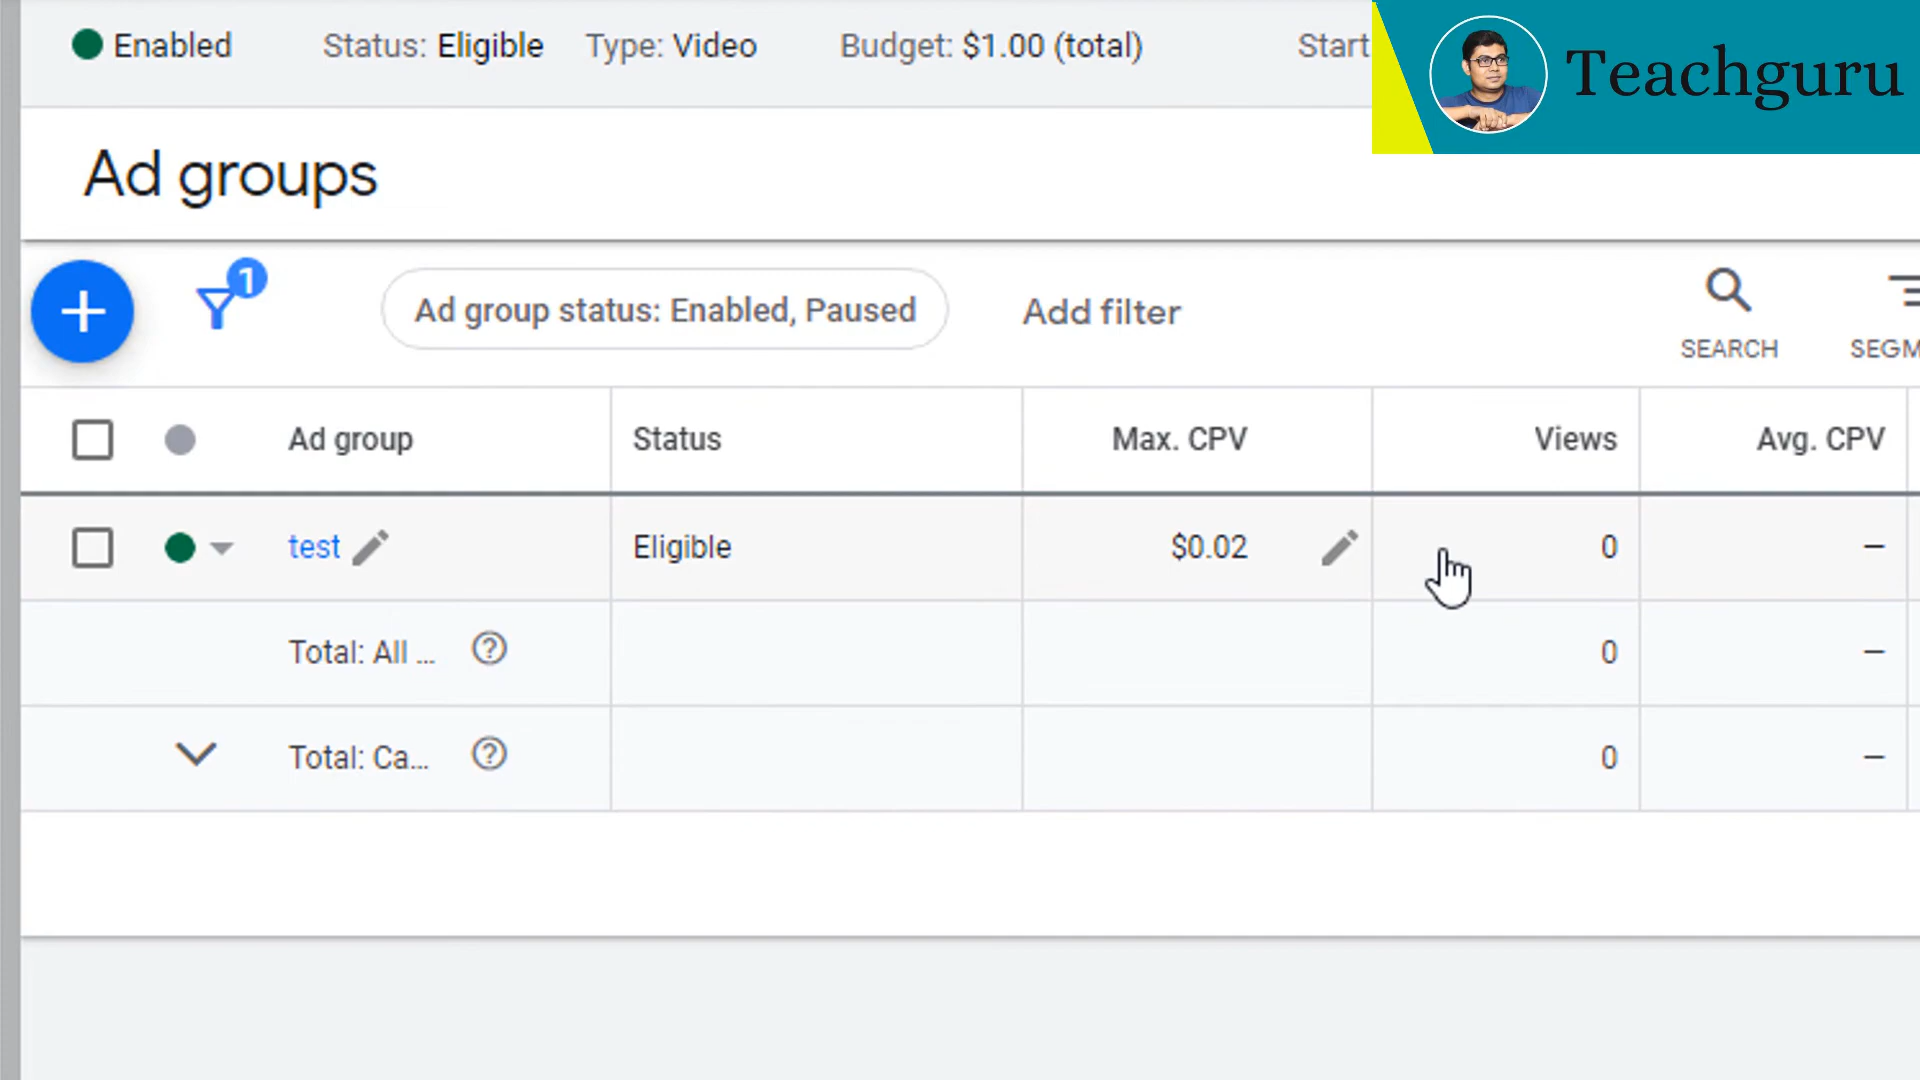 Enabled Status: Eligible Type: Video Budget: $1.00 (total) Start
Teachguru
Ad groups
1
Ad group status: Enabled, Paused Add filter
SEARCH SEGM
Ad group Status Max. CPV Views Avg. CPV
test Eligible $0.02 0 –
Total: All ... 0 –
Total: Ca... 0 –